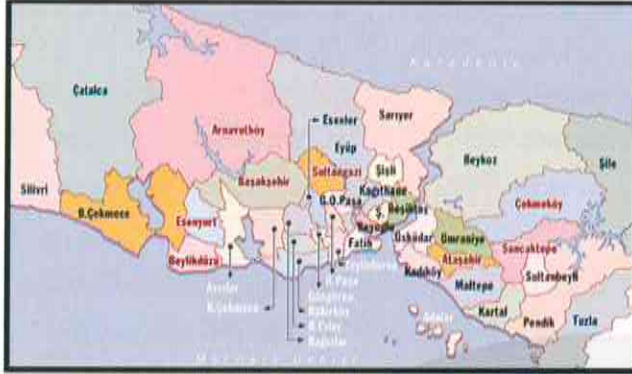 Karadeniz
Çatalca
Arnavutköy
Esenler
Sarıyer
Eyüp
Silivri
Başakşehir
Sultangazi
Şişli
Kağıthane
Beykoz
Şile
B.Çekmece
Esenyurt
G.O.Paşa
Ş.
Beşiktaş
Beyoğlu
Çekmeköy
Fatih
Üsküdar
Ümraniye
Beylikdüzü
Ataşehir
Sancaktepe
Kadıköy
Sultanbeyli
Maltepe
Avcılar
K.Çekmece
B.Paşa
Güngören
Bakırköy
B.Evler
Bağcılar
Adalar
Kartal
Pendik
Tuzla
Marmara Denizi